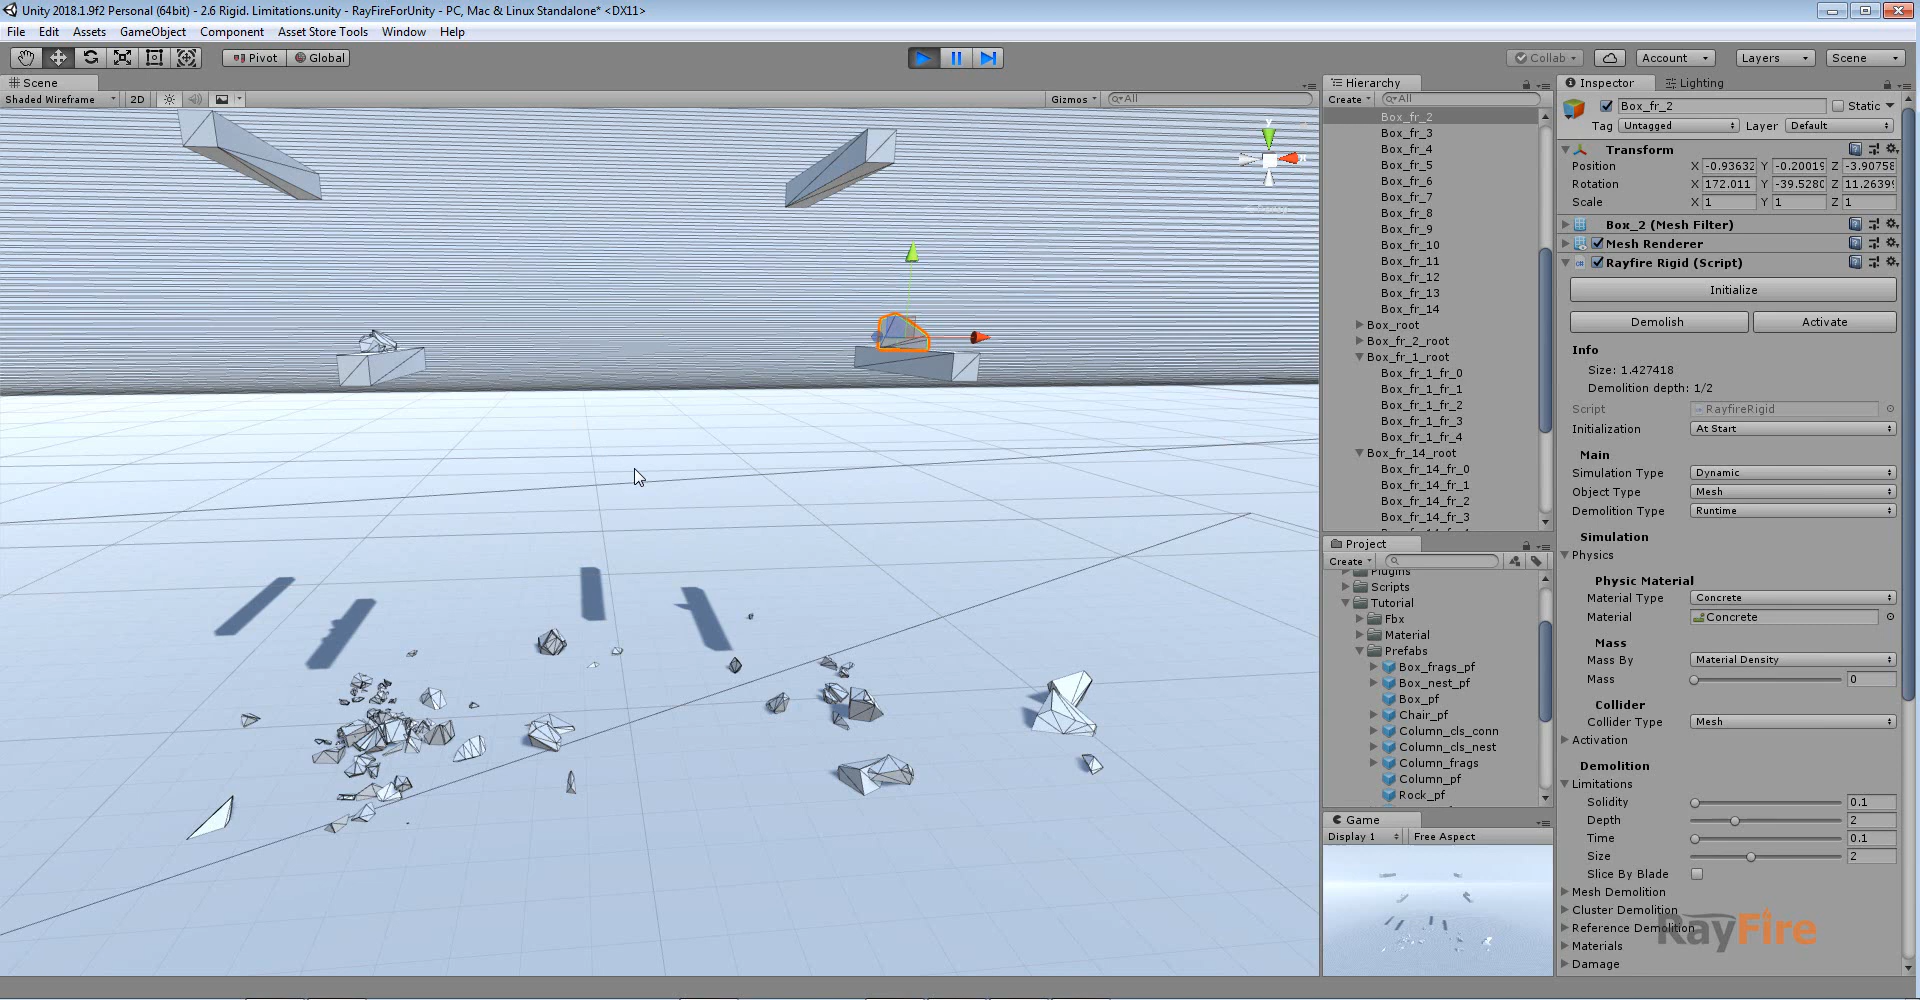 Unity 2018.1.9f2 Personal (64bit) - 2.6 Rigid. Limitations.unity - RayFireForUnity - PC, Mac & Linux Standalone* <DX11>
File Edit Assets GameObject Component Asset Store Tools Window Help
Pivot Global
Collab Account Layers Scene
Scene
Shaded Wireframe 2D Gizmos All
Hierarchy
Create All
Box_fr_2
Box_fr_3
Box_fr_4
Box_fr_5
Box_fr_6
Box_fr_7
Box_fr_8
Box_fr_9
Box_fr_10
Box_fr_11
Box_fr_12
Box_fr_13
Box_fr_14
Box_root
Box_fr_2_root
Box_fr_1_root
Box_fr_1_fr_0
Box_fr_1_fr_1
Box_fr_1_fr_2
Box_fr_1_fr_3
Box_fr_1_fr_4
Box_fr_14_root
Box_fr_14_fr_0
Box_fr_14_fr_1
Box_fr_14_fr_2
Box_fr_14_fr_3
Project
Create
Plugins
Scripts
Tutorial
Fbx
Material
Prefabs
Box_frags_pf
Box_nest_pf
Box_pf
Chair_pf
Column_cls_conn
Column_cls_nest
Column_frags
Column_pf
Rock_pf
Game
Display 1 Free Aspect
Inspector Lighting
Box_fr_2 Static
Tag Untagged Layer Default
Transform
Position X -0.93632 Y -0.20019 Z -3.90758
Rotation X 172.011 Y -39.528 Z 11.2639
Scale X 1 Y 1 Z 1
Box_2 (Mesh Filter)
Mesh Renderer
Rayfire Rigid (Script)
Initialize
Demolish Activate
Info
Size: 1.427418
Demolition depth: 1/2
Script RayfireRigid
Initialization At Start
Main
Simulation Type Dynamic
Object Type Mesh
Demolition Type Runtime
Simulation
Physics
Physic Material
Material Type Concrete
Material Concrete
Mass
Mass By Material Density
Mass 0
Collider
Collider Type Mesh
Activation
Demolition
Limitations
Solidity 0.1
Depth 2
Time 0.1
Size 2
Slice By Blade
Mesh Demolition
Cluster Demolition
Reference Demolition
Materials
Damage
RayFire